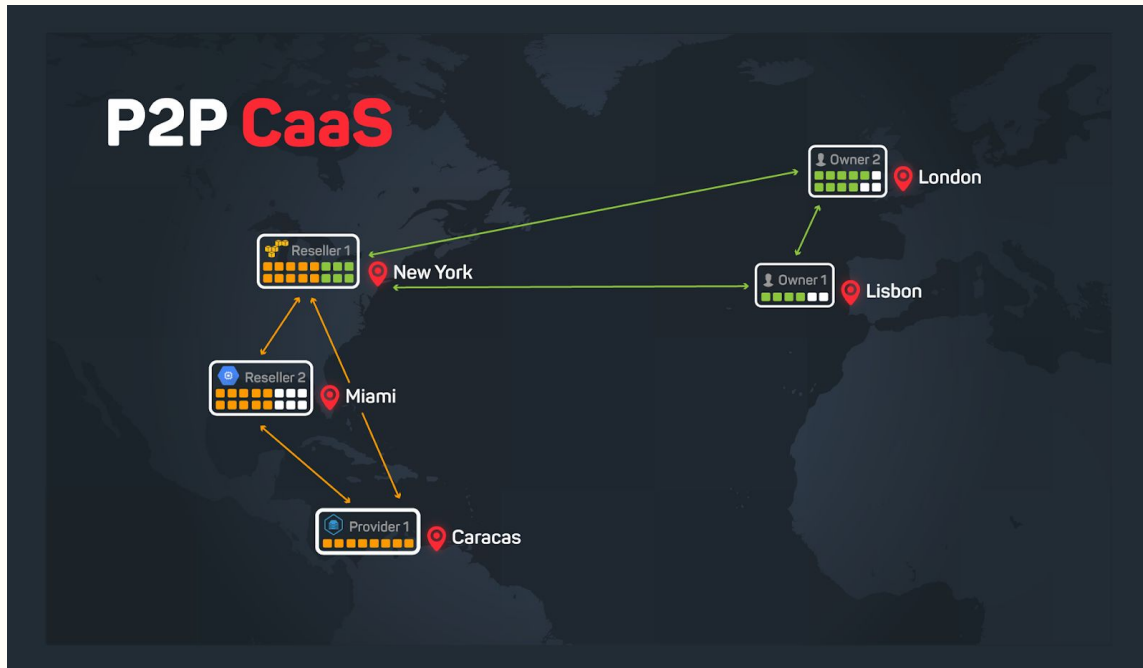 P2P CaaS
Owner 2
London
Reseller 1
New York
Owner 1
Lisbon
Reseller 2
Miami
Provider 1
Caracas